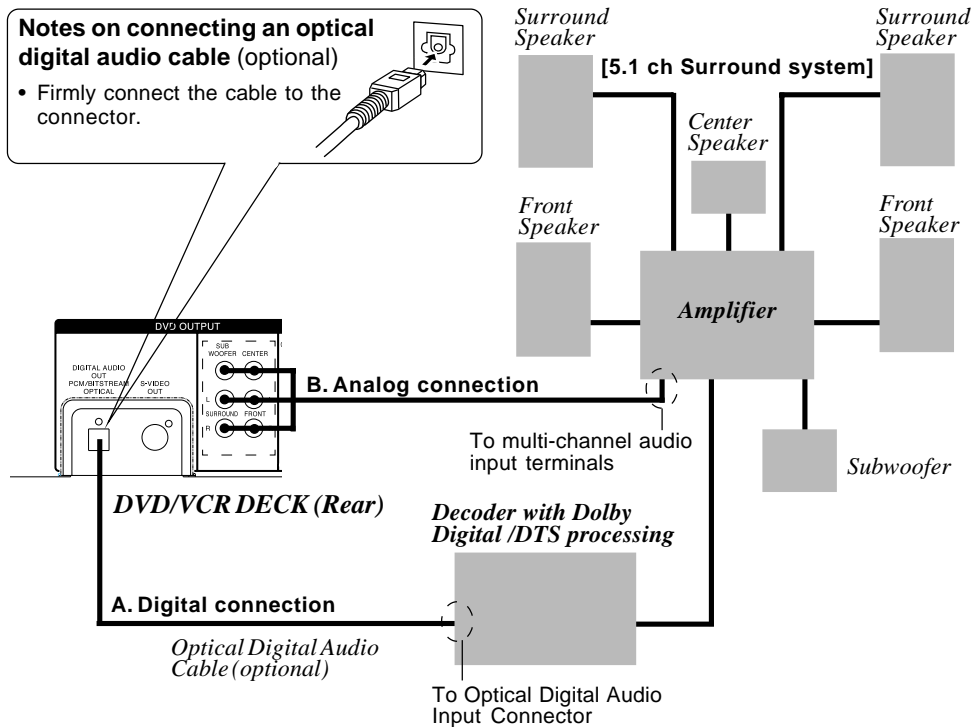 Notes on connecting an optical
digital audio cable (optional)
• Firmly connect the cable to the
connector.
Surround
Speaker
Surround
Speaker
[5.1 ch Surround system]
Center
Speaker
Front
Speaker
Front
Speaker
Amplifier
DVD OUTPUT
SUB
WOOFER CENTER
DIGITAL AUDIO
OUT
PCM/BITSTREAM
OPTICAL
S-VIDEO
OUT
L
SURROUND FRONT
R
B. Analog connection
To multi-channel audio
input terminals
Subwoofer
DVD/VCR DECK (Rear)
Decoder with Dolby
Digital /DTS processing
A. Digital connection
Optical Digital Audio
Cable (optional)
To Optical Digital Audio
Input Connector